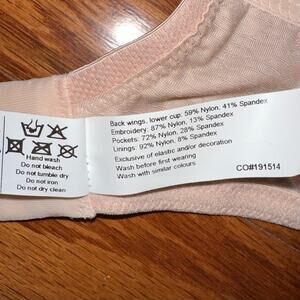 Hand wash
Do not bleach
Do not tumble dry
Do not iron
Do not dry clean
Back wings, lower cup: 59% Nylon, 41% Spandex
Embroidery: 87% Nylon, 13% Spandex
Pockets: 72% Nylon, 28% Spandex
Linings: 92% Nylon, 8% Spandex
Exclusive of elastic and/or decoration
Wash before first wearing
Wash with similar colours
CO#191514